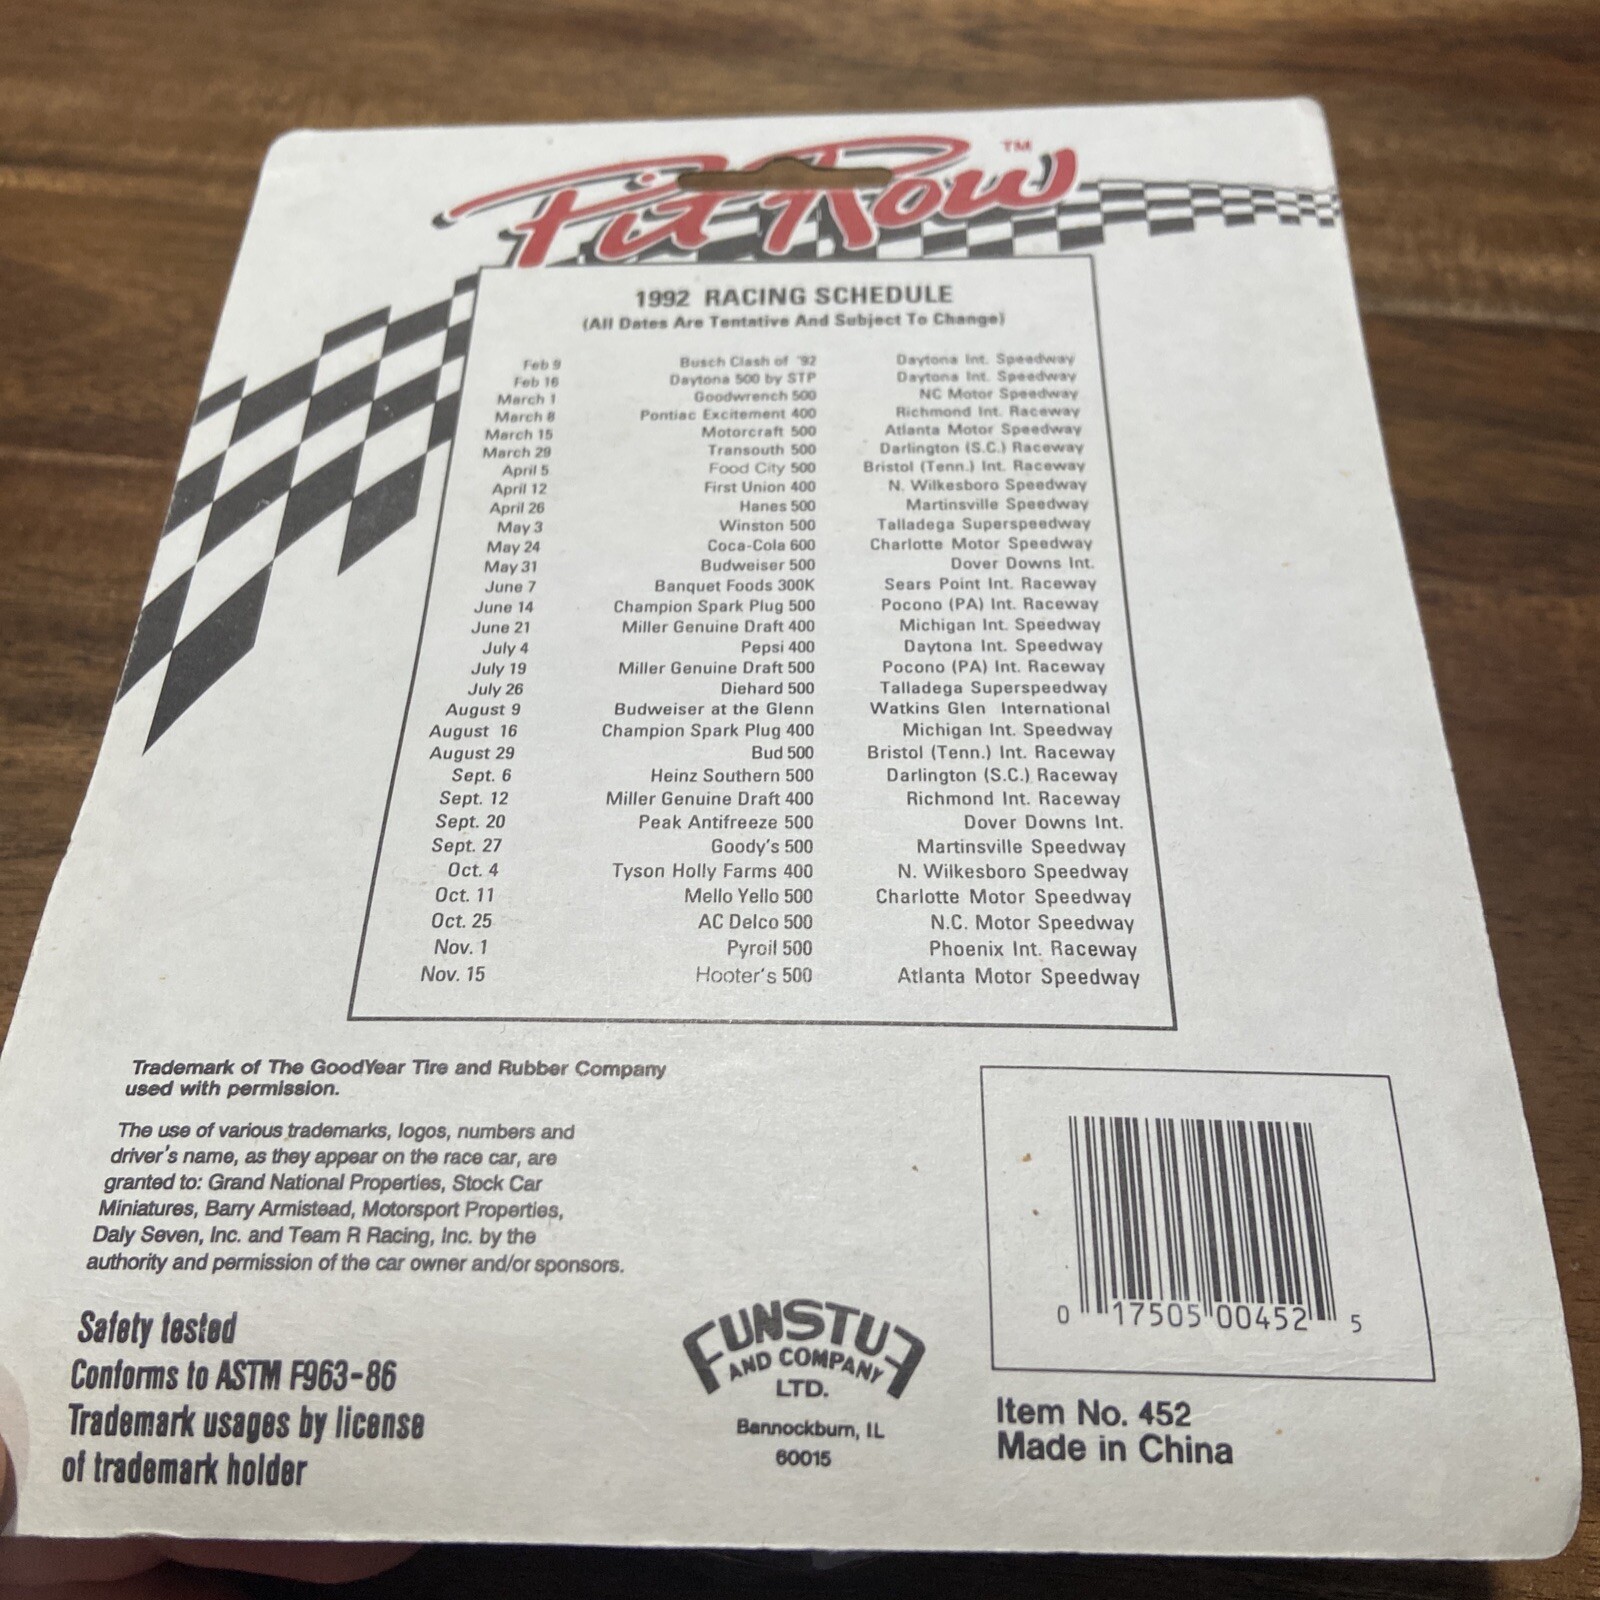 Pit Row™
1992 RACING SCHEDULE
(All Dates Are Tentative And Subject To Change)
Feb 9 Busch Clash of '92 Daytona Int. Speedway
Feb 16 Daytona 500 by STP Daytona Int. Speedway
March 1 Goodwrench 500 NC Motor Speedway
March 8 Pontiac Excitement 400 Richmond Int. Raceway
March 15 Motorcraft 500 Atlanta Motor Speedway
March 29 Transouth 500 Darlington (S.C.) Raceway
April 5 Food City 500 Bristol (Tenn.) Int. Raceway
April 12 First Union 400 N. Wilkesboro Speedway
April 26 Hanes 500 Martinsville Speedway
May 3 Winston 500 Talladega Superspeedway
May 24 Coca-Cola 600 Charlotte Motor Speedway
May 31 Budweiser 500 Dover Downs Int.
June 7 Banquet Foods 300K Sears Point Int. Raceway
June 14 Champion Spark Plug 500 Pocono (PA) Int. Raceway
June 21 Miller Genuine Draft 400 Michigan Int. Speedway
July 4 Pepsi 400 Daytona Int. Speedway
July 19 Miller Genuine Draft 500 Pocono (PA) Int. Raceway
July 26 Diehard 500 Talladega Superspeedway
August 9 Budweiser at the Glenn Watkins Glen International
August 16 Champion Spark Plug 400 Michigan Int. Speedway
August 29 Bud 500 Bristol (Tenn.) Int. Raceway
Sept. 6 Heinz Southern 500 Darlington (S.C.) Raceway
Sept. 12 Miller Genuine Draft 400 Richmond Int. Raceway
Sept. 20 Peak Antifreeze 500 Dover Downs Int.
Sept. 27 Goody's 500 Martinsville Speedway
Oct. 4 Tyson Holly Farms 400 N. Wilkesboro Speedway
Oct. 11 Mello Yello 500 Charlotte Motor Speedway
Oct. 25 AC Delco 500 N.C. Motor Speedway
Nov. 1 Pyroil 500 Phoenix Int. Raceway
Nov. 15 Hooter's 500 Atlanta Motor Speedway
Trademark of The GoodYear Tire and Rubber Company
used with permission.
The use of various trademarks, logos, numbers and
driver's name, as they appear on the race car, are
granted to: Grand National Properties, Stock Car
Miniatures, Barry Armistead, Motorsport Properties,
Daly Seven, Inc. and Team R Racing, Inc. by the
authority and permission of the car owner and/or sponsors.
Safety tested
Conforms to ASTM F963-86
Trademark usages by license
of trademark holder
FUNSTUF
AND COMPANY
LTD.
Bannockburn, IL
60015
0 17505 00452 5
Item No. 452
Made in China